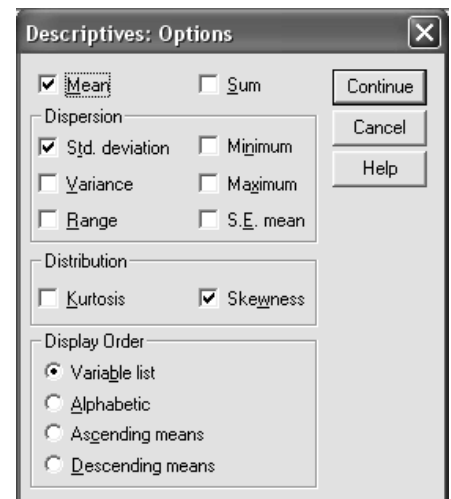 Descriptives: Options
Mean Sum Continue
Dispersion Cancel
Std. deviation Minimum Help
Variance Maximum
Range S.E. mean
Distribution
Kurtosis Skewness
Display Order
Variable list
Alphabetic
Ascending means
Descending means